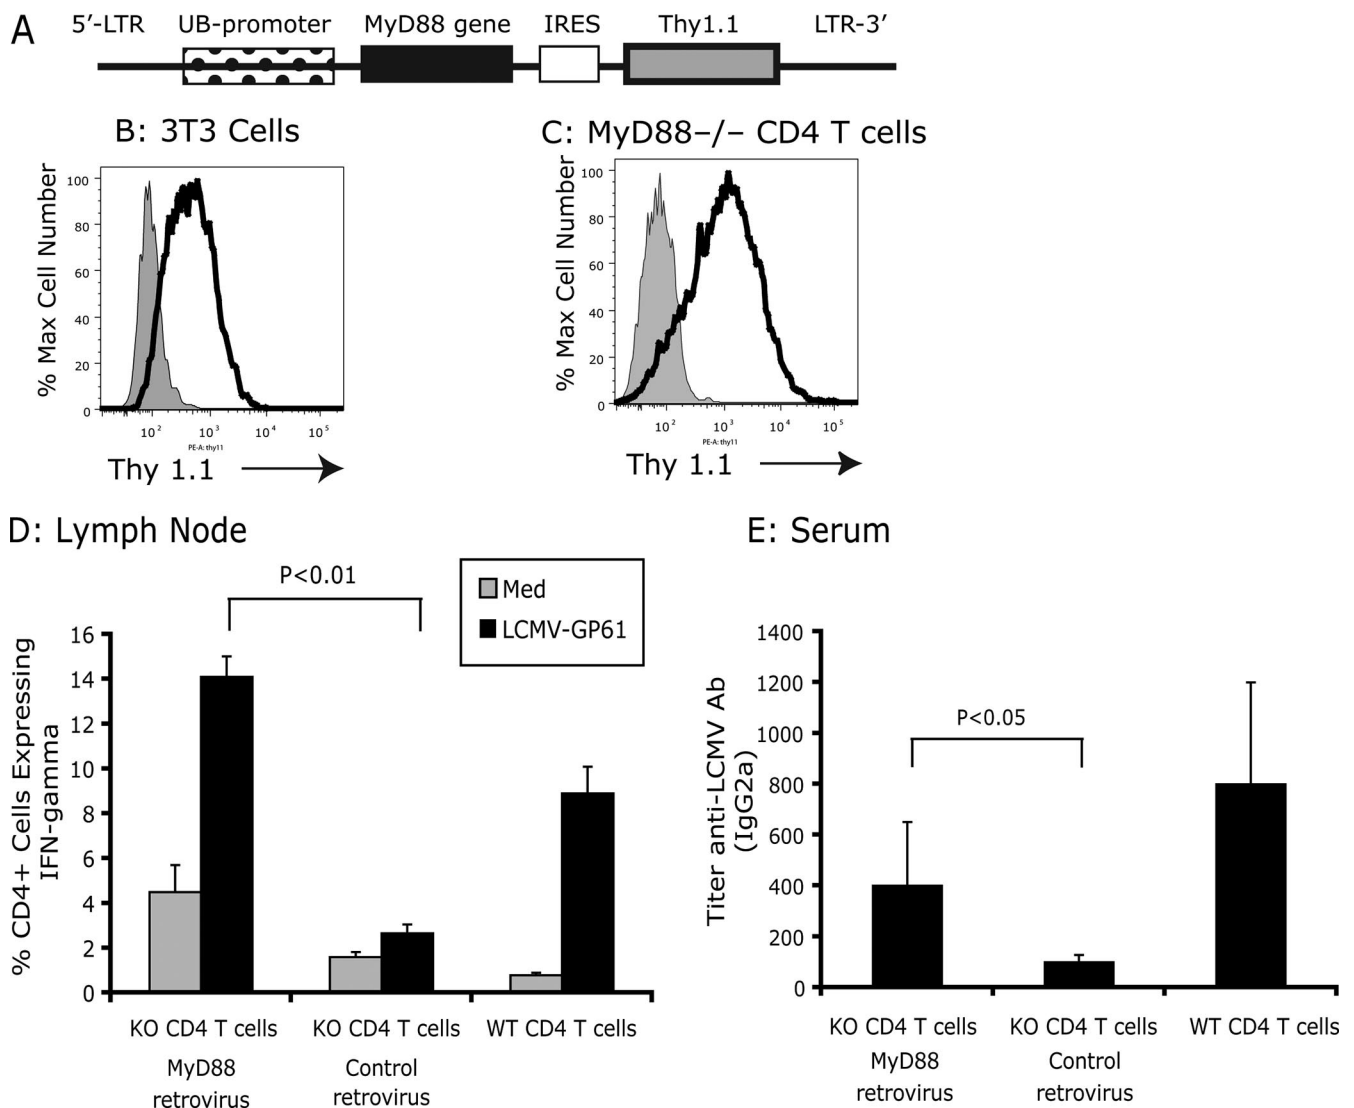 A
5’-LTR UB-promoter MyD88 gene IRES Thy1.1 LTR-3’
B: 3T3 Cells
% Max Cell Number
100
80
60
40
20
0
10² 10³ 10⁴ 10⁵
PE-A: thy11
Thy 1.1
C: MyD88–/– CD4 T cells
% Max Cell Number
100
80
60
40
20
0
10² 10³ 10⁴ 10⁵
PE-A: thy11
Thy 1.1
D: Lymph Node
P<0.01
Med
LCMV-GP61
% CD4+ Cells Expressing
IFN-gamma
16
14
12
10
8
6
4
2
0
KO CD4 T cells
MyD88
retrovirus
KO CD4 T cells
Control
retrovirus
WT CD4 T cells
E: Serum
P<0.05
Titer anti-LCMV Ab
(IgG2a)
1400
1200
1000
800
600
400
200
0
KO CD4 T cells
MyD88
retrovirus
KO CD4 T cells
Control
retrovirus
WT CD4 T cells